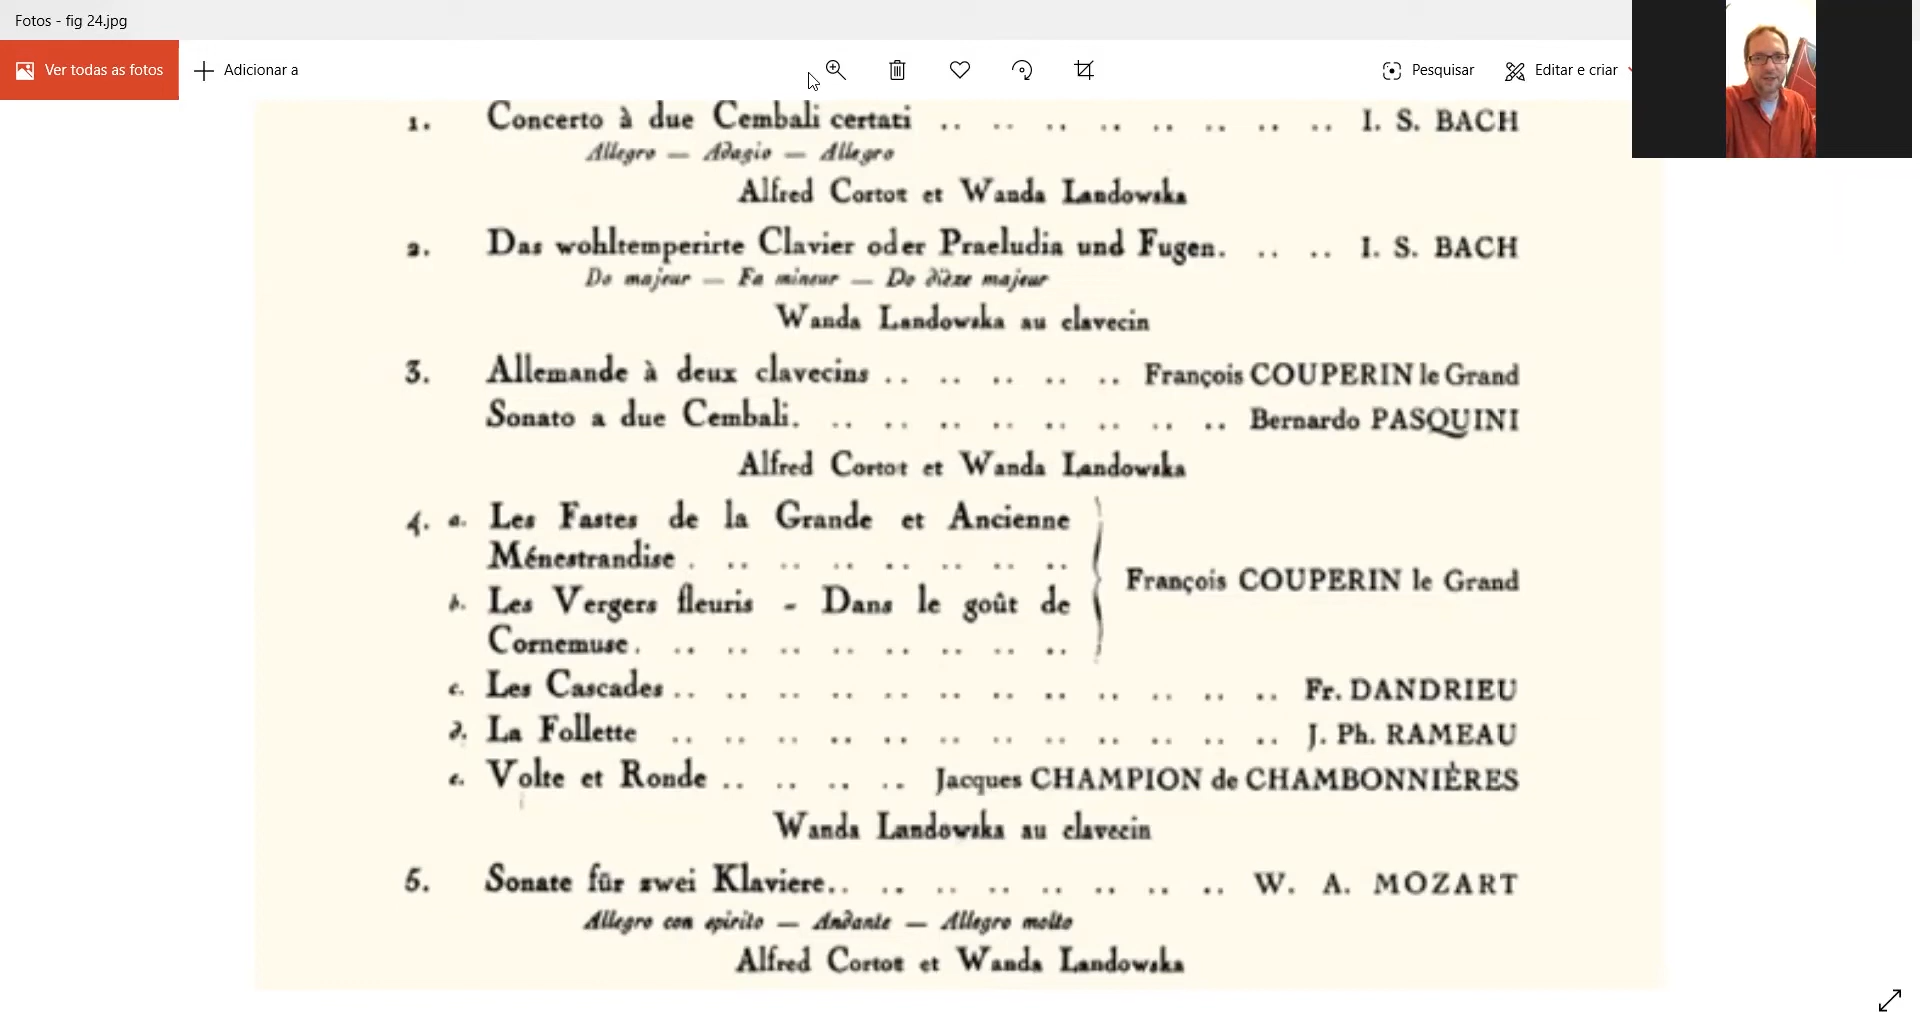 Fotos - fig 24.jpg
Ver todas as fotos
Adicionar a
Pesquisar
Editar e criar
1. Concerto à due Cembali certati .. .. .. .. .. .. .. .. I. S. BACH
Allegro — Adagio — Allegro
Alfred Cortot et Wanda Landowska
2. Das wohltemperirte Clavier oder Praeludia und Fugen. .. .. I. S. BACH
Do majeur — Fa mineur — Do dièze majeur
Wanda Landowska au clavecin
3. Allemande à deux clavecins .. .. .. .. .. François COUPERIN le Grand
Sonato a due Cembali. .. .. .. .. .. .. .. .. Bernardo PASQUINI
Alfred Cortot et Wanda Landowska
4. a. Les Fastes de la Grande et Ancienne
Ménestrandise . .. .. .. .. .. .. ..
François COUPERIN le Grand
b. Les Vergers fleuris - Dans le goût de
Cornemuse. .. .. .. .. .. .. .. ..
c. Les Cascades .. .. .. .. .. .. .. .. .. .. .. .. Fr. DANDRIEU
d. La Follette .. .. .. .. .. .. .. .. .. .. .. .. J. Ph. RAMEAU
e. Volte et Ronde .. .. .. .. Jacques CHAMPION de CHAMBONNIÈRES
Wanda Landowska au clavecin
5. Sonate für zwei Klaviere.. .. .. .. .. .. .. .. W. A. MOZART
Allegro con spirito — Andante — Allegro molto
Alfred Cortot et Wanda Landowska